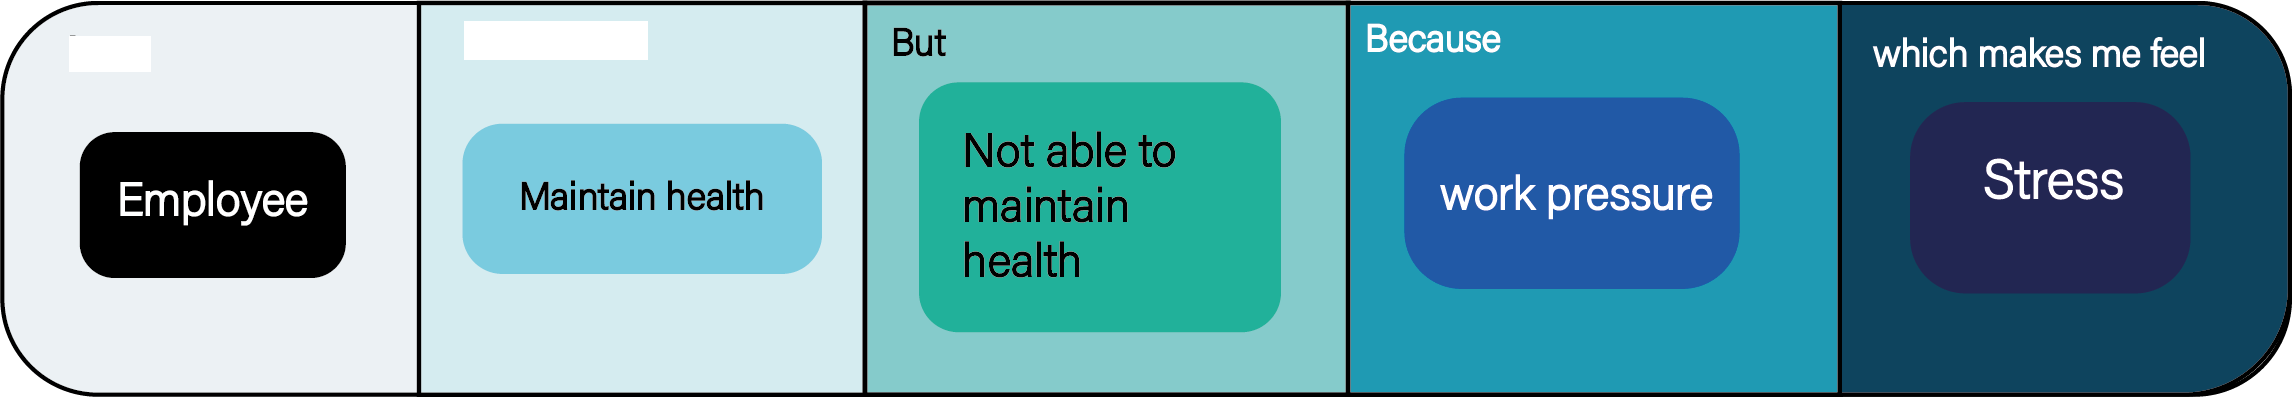 Employee
Maintain health
But
Not able to
maintain
health
Because
work pressure
which makes me feel
Stress